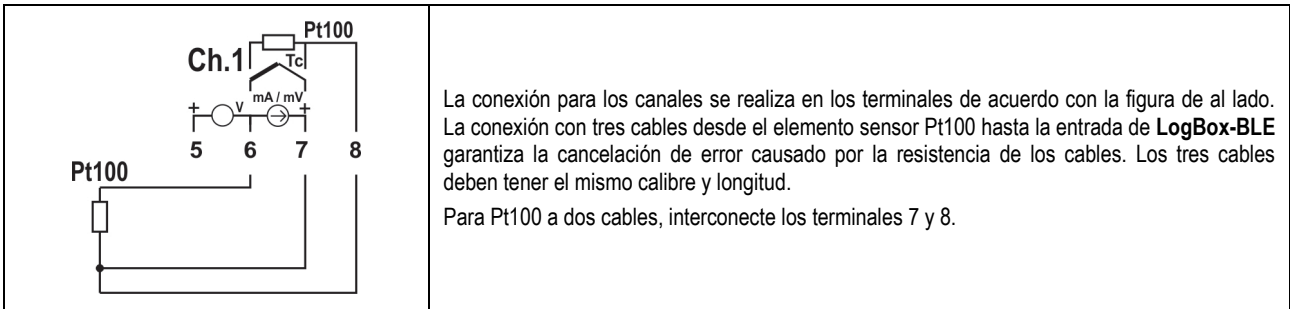 Pt100
Ch.1
Tc
mA / mV
+ V +
5 6 7 8
Pt100
La conexión para los canales se realiza en los terminales de acuerdo con la figura de al lado.
La conexión con tres cables desde el elemento sensor Pt100 hasta la entrada de LogBox-BLE
garantiza la cancelación de error causado por la resistencia de los cables. Los tres cables
deben tener el mismo calibre y longitud.
Para Pt100 a dos cables, interconecte los terminales 7 y 8.